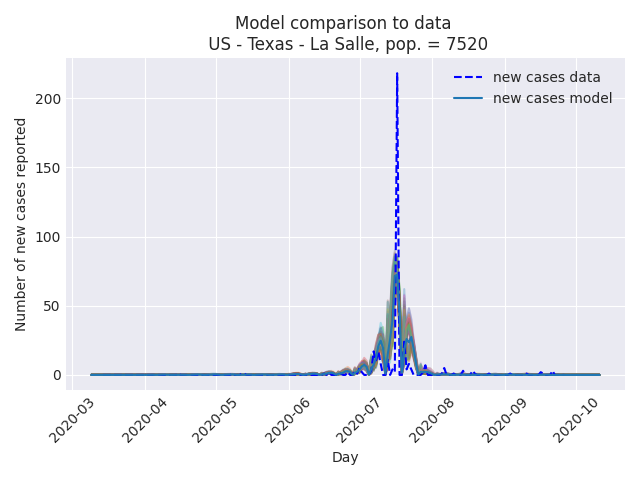 Model comparison to data
US - Texas - La Salle, pop. = 7520
new cases data
new cases model
Number of new cases reported
200
150
100
50
0
2020-03
2020-04
2020-05
2020-06
2020-07
2020-08
2020-09
2020-10
Day